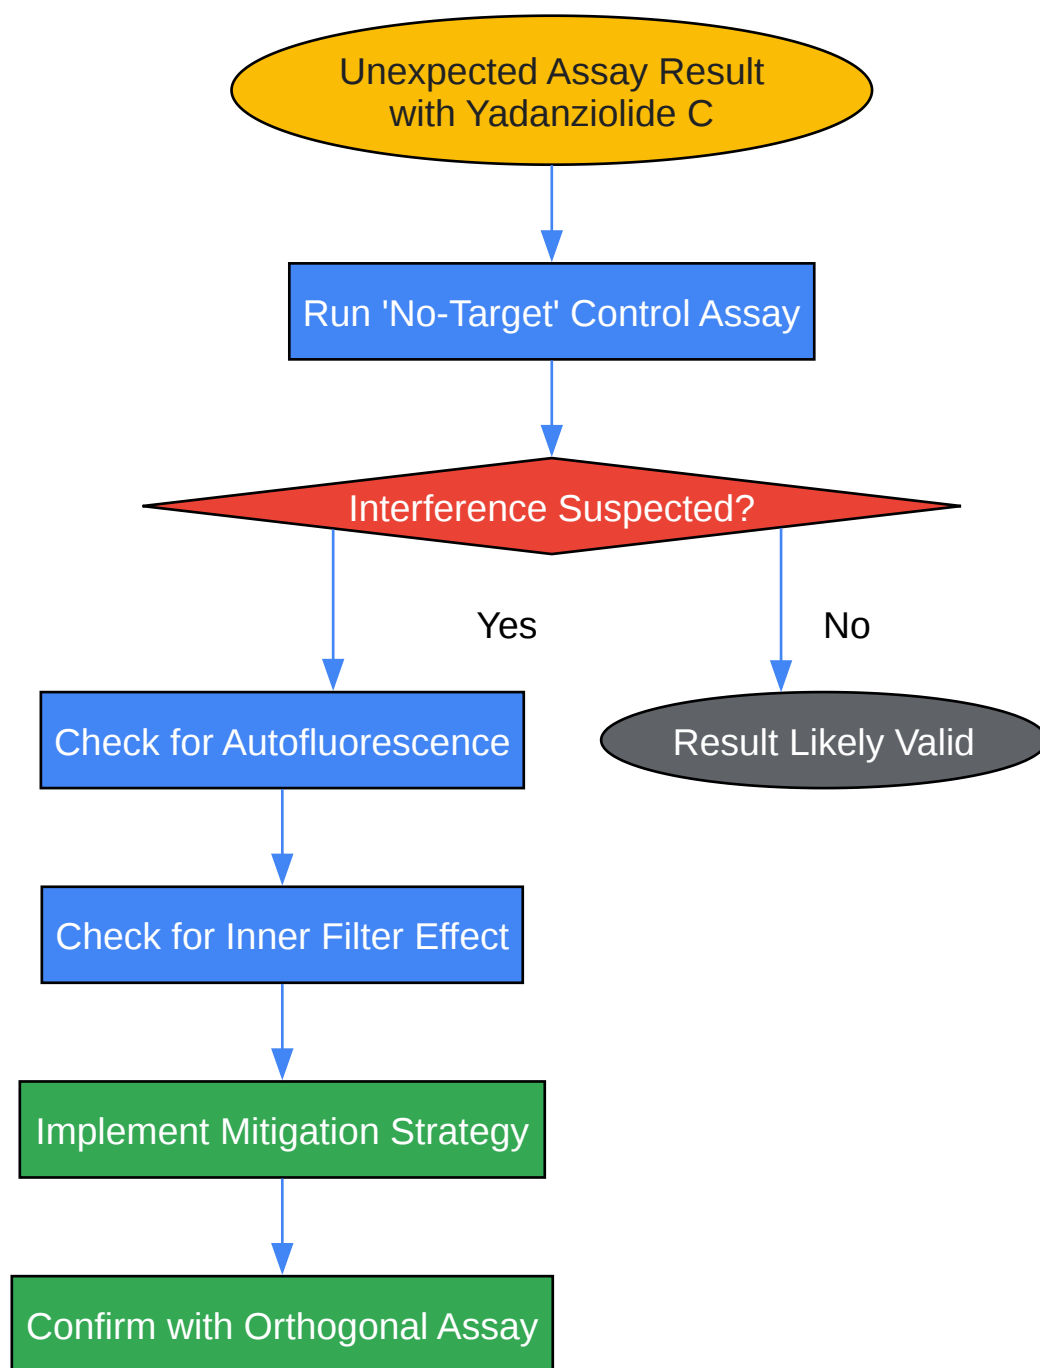 Unexpected Assay Result
with Yadanziolide C
Run 'No-Target' Control Assay
Interference Suspected?
Yes
No
Check for Autofluorescence
Result Likely Valid
Check for Inner Filter Effect
Implement Mitigation Strategy
Confirm with Orthogonal Assay